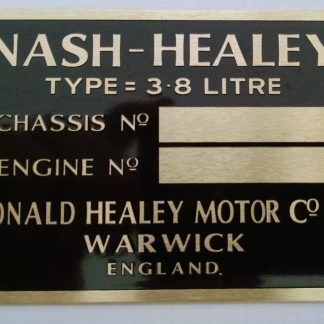 NASH-HEALEY
TYPE = 3·8 LITRE
CHASSIS Nº
ENGINE Nº
ONALD HEALEY MOTOR Cº
WARWICK
ENGLAND.